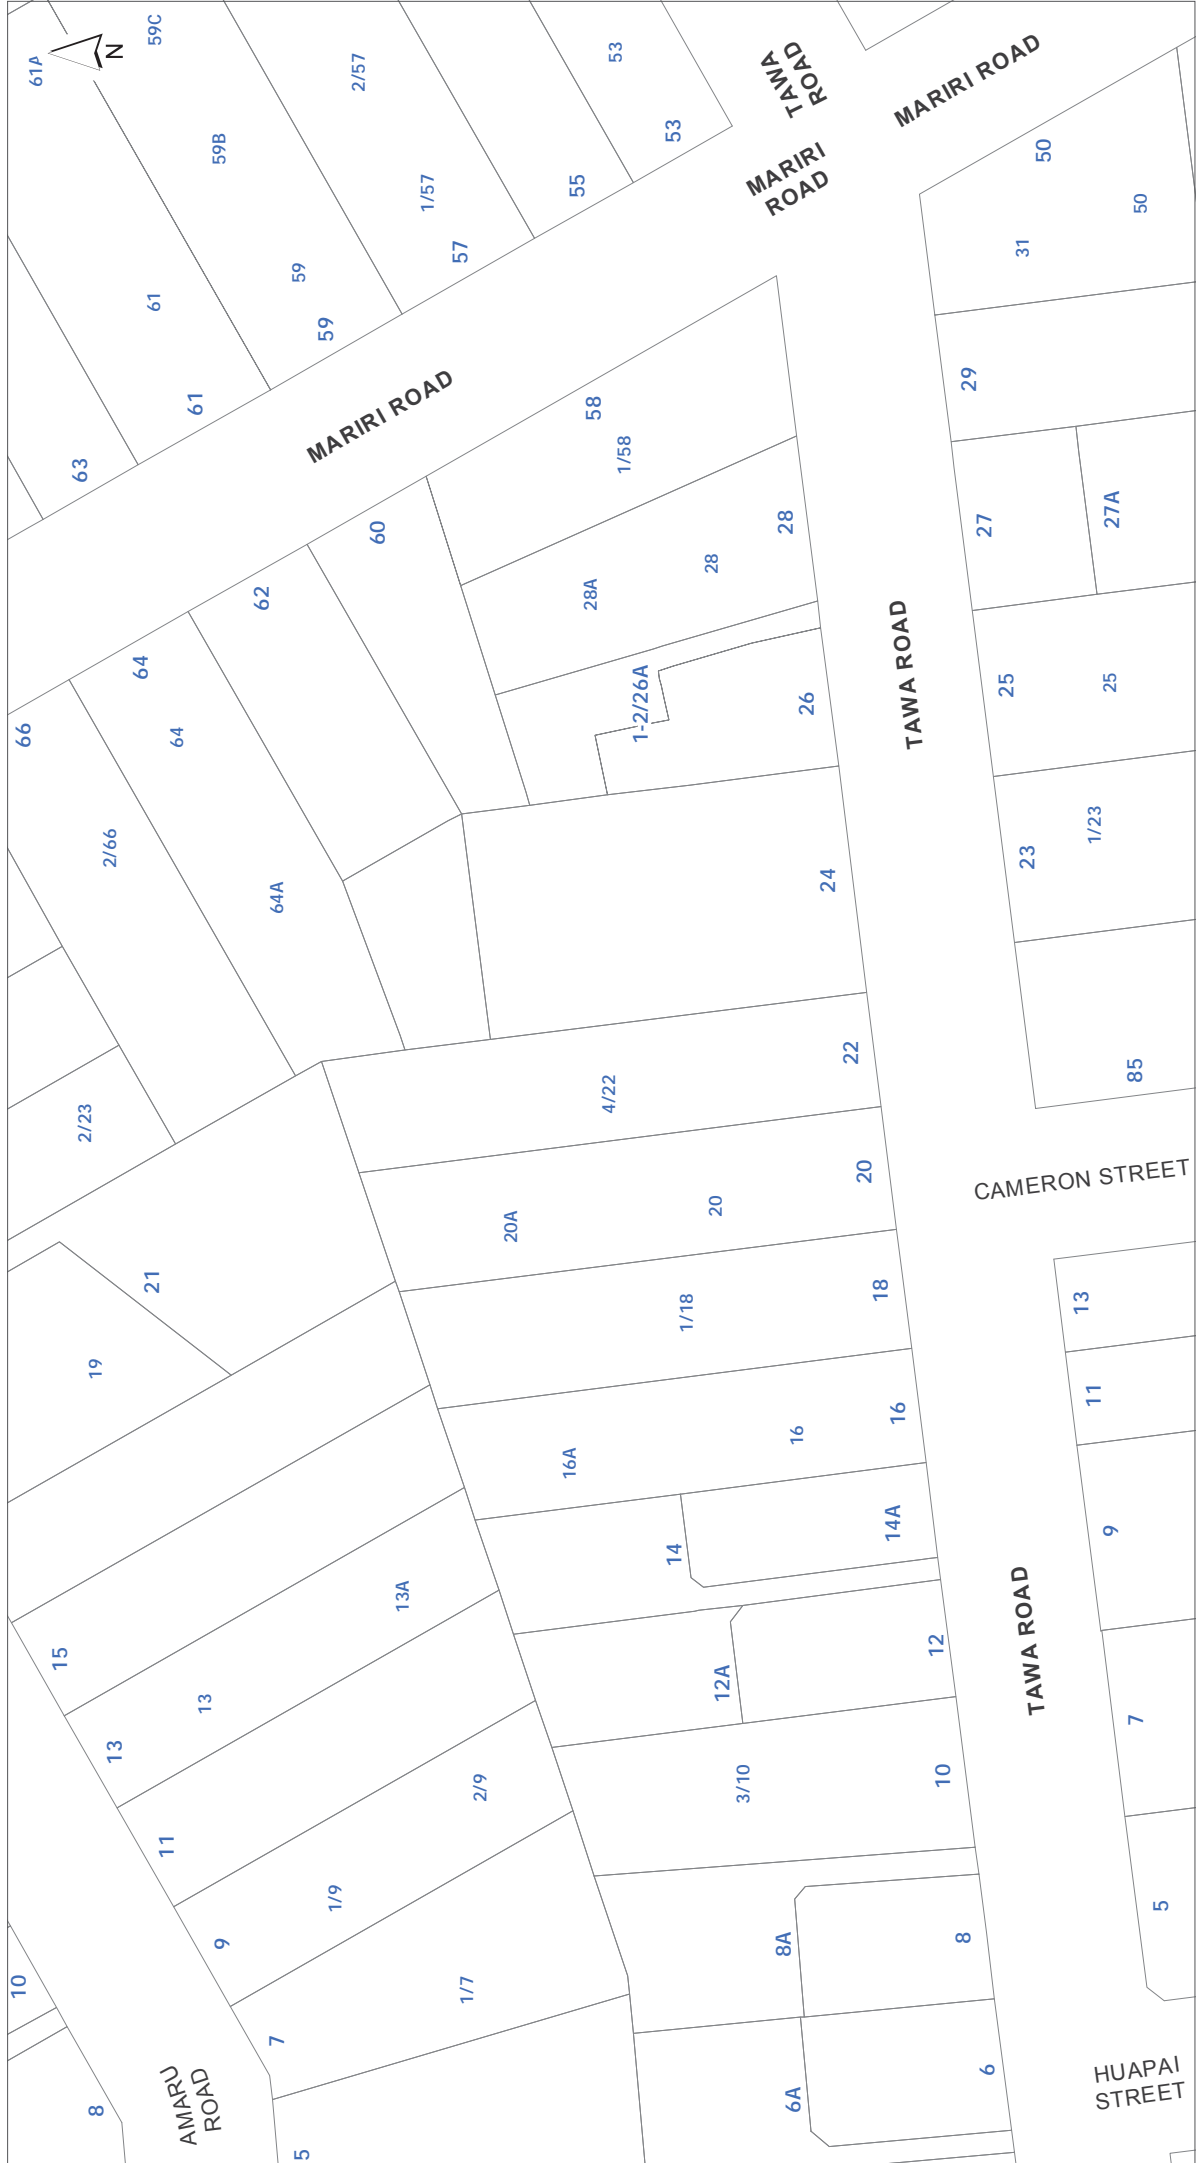 59C
61A
N
2/57
53
TAWA
ROAD
MARIRI ROAD
53
59B
50
MARIRI
ROAD
1/57
55
50
57
31
59
61
59
29
61
MARIRI ROAD
58
1/58
63
27A
27
28
60
28
28A
62
TAWA ROAD
64
25
25
1-2/26A
26
66
64
1/23
2/66
23
24
64A
22
85
4/22
2/23
20
CAMERON STREET
20
20A
21
18
13
1/18
19
11
16
16
16A
14A
9
14
13A
TAWA ROAD
12
15
12A
13
7
13
10
3/10
2/9
11
1/9
5
8
8A
9
10
1/7
7
6
HUAPAI
STREET
6A
AMARU
ROAD
8
5